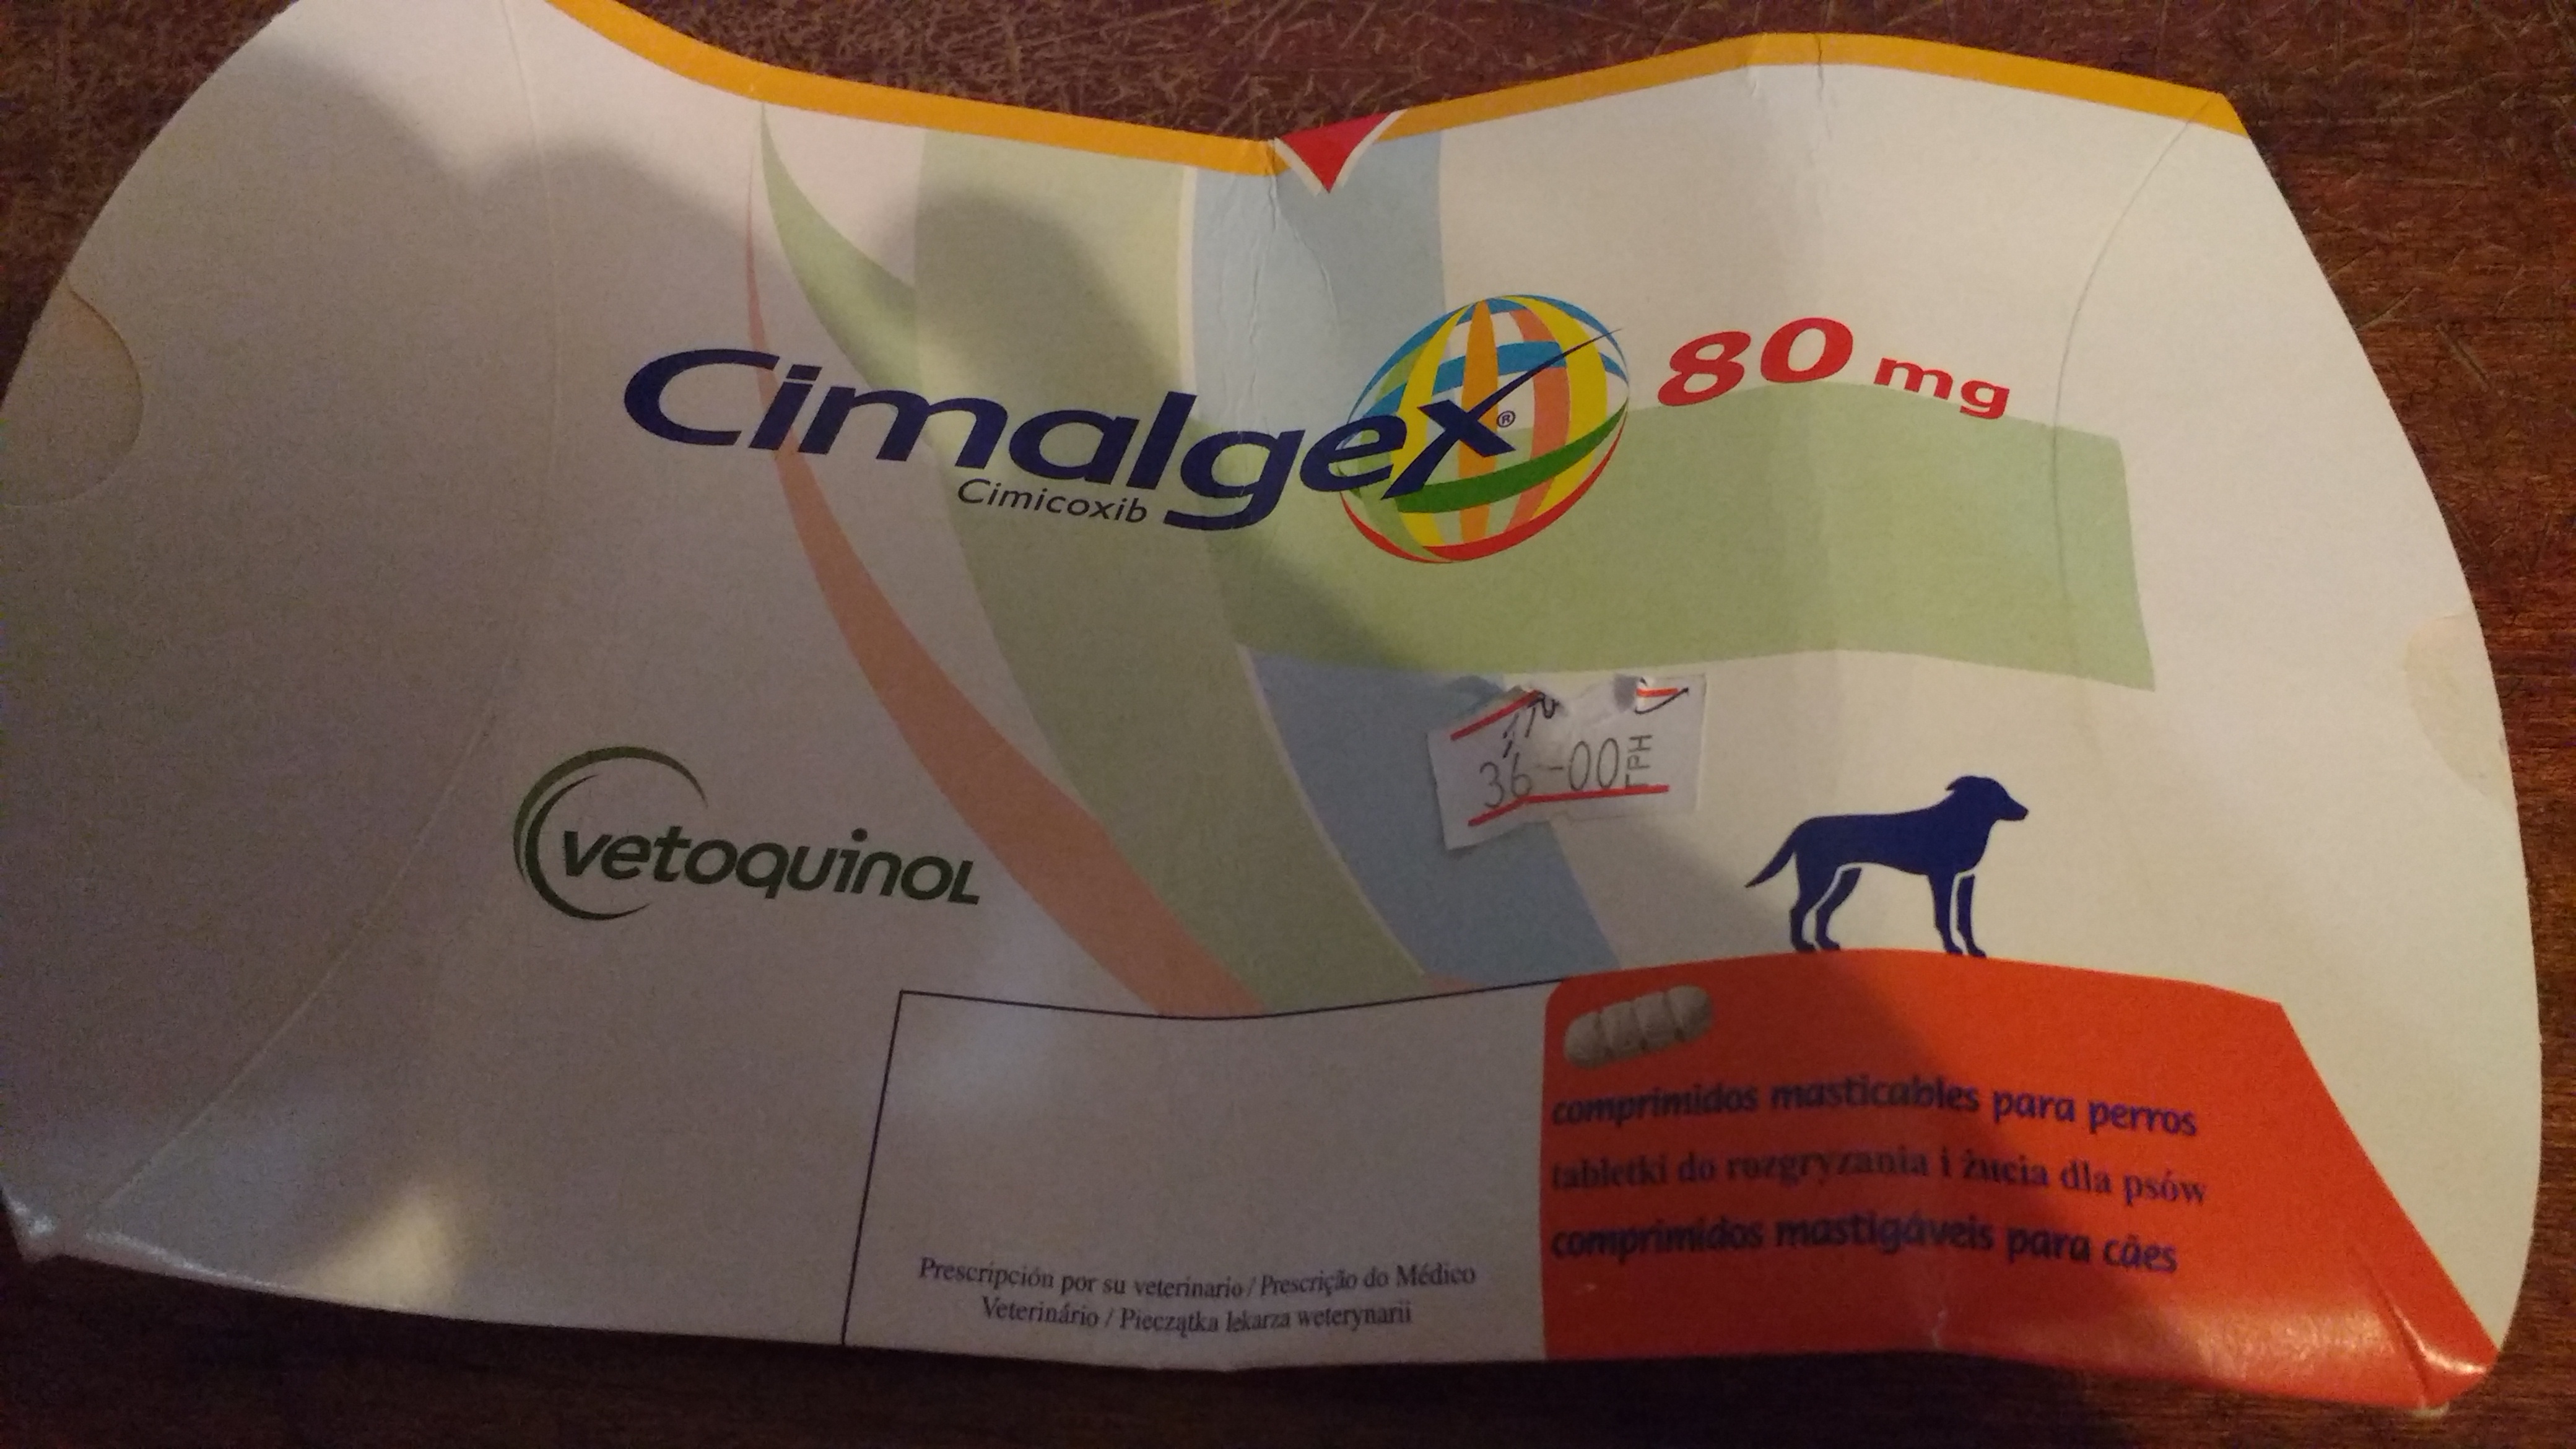 Cimalgex® 80 mg
Cimicoxib
36-00 ГРН
vetoquinol
comprimidos masticables para perros
tabletki do rozgryzania i żucia dla psów
comprimidos mastigáveis para cães
Prescripción por su veterinario / Prescrição do Médico
Veterinário / Pieczątka lekarza weterynarii